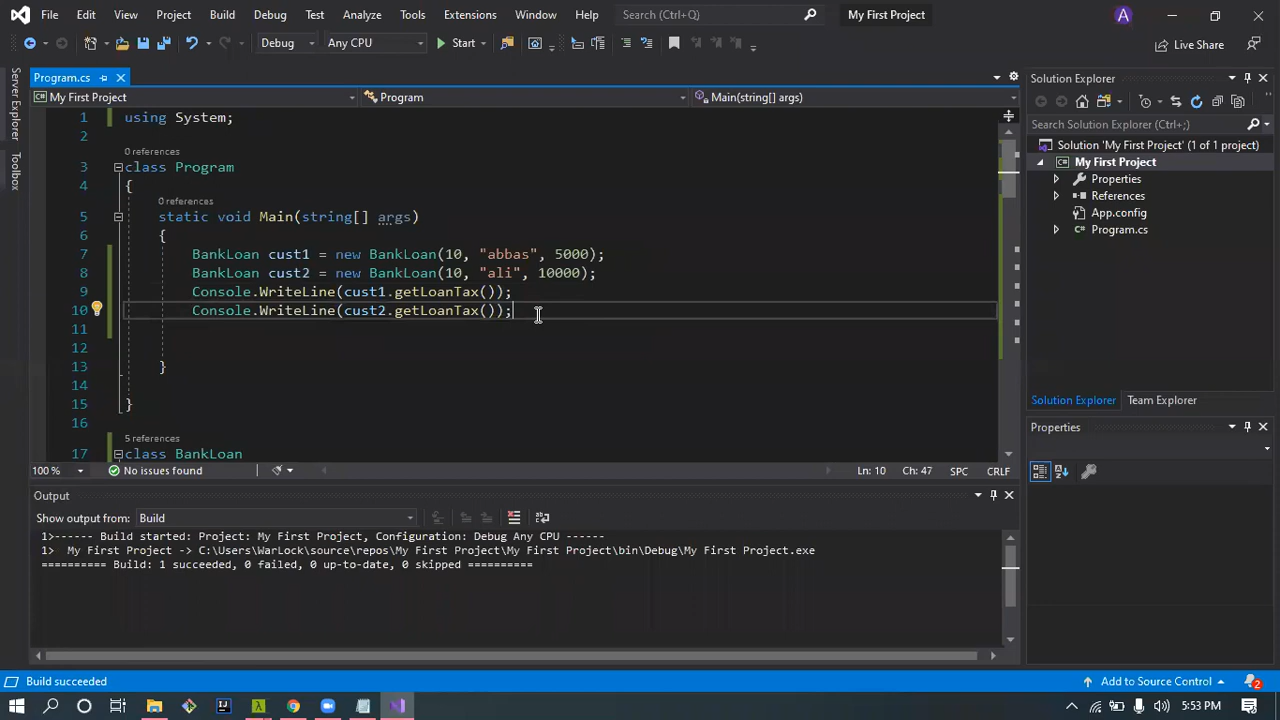 File Edit View Project Build Debug Test Analyze Tools Extensions Window Help Search (Ctrl+Q) My First Project A
Debug Any CPU Start Live Share
Server Explorer
Toolbox
Program.cs
My First Project Program Main(string[] args)
1 using System;
2
0 references
3 class Program
4 {
0 references
5 static void Main(string[] args)
6 {
7 BankLoan cust1 = new BankLoan(10, "abbas", 5000);
8 BankLoan cust2 = new BankLoan(10, "ali", 10000);
9 Console.WriteLine(cust1.getLoanTax());
10 Console.WriteLine(cust2.getLoanTax());
11
12
13 }
14
15 }
16
5 references
17 class BankLoan
100 % No issues found Ln: 10 Ch: 47 SPC CRLF
Output
Show output from: Build
1>------ Build started: Project: My First Project, Configuration: Debug Any CPU ------
1> My First Project -> C:\Users\WarLock\source\repos\My First Project\My First Project\bin\Debug\My First Project.exe
========== Build: 1 succeeded, 0 failed, 0 up-to-date, 0 skipped ==========
Solution Explorer
Search Solution Explorer (Ctrl+;)
Solution 'My First Project' (1 of 1 project)
My First Project
Properties
References
App.config
Program.cs
Solution Explorer Team Explorer
Properties
Build succeeded Add to Source Control 2
5:53 PM